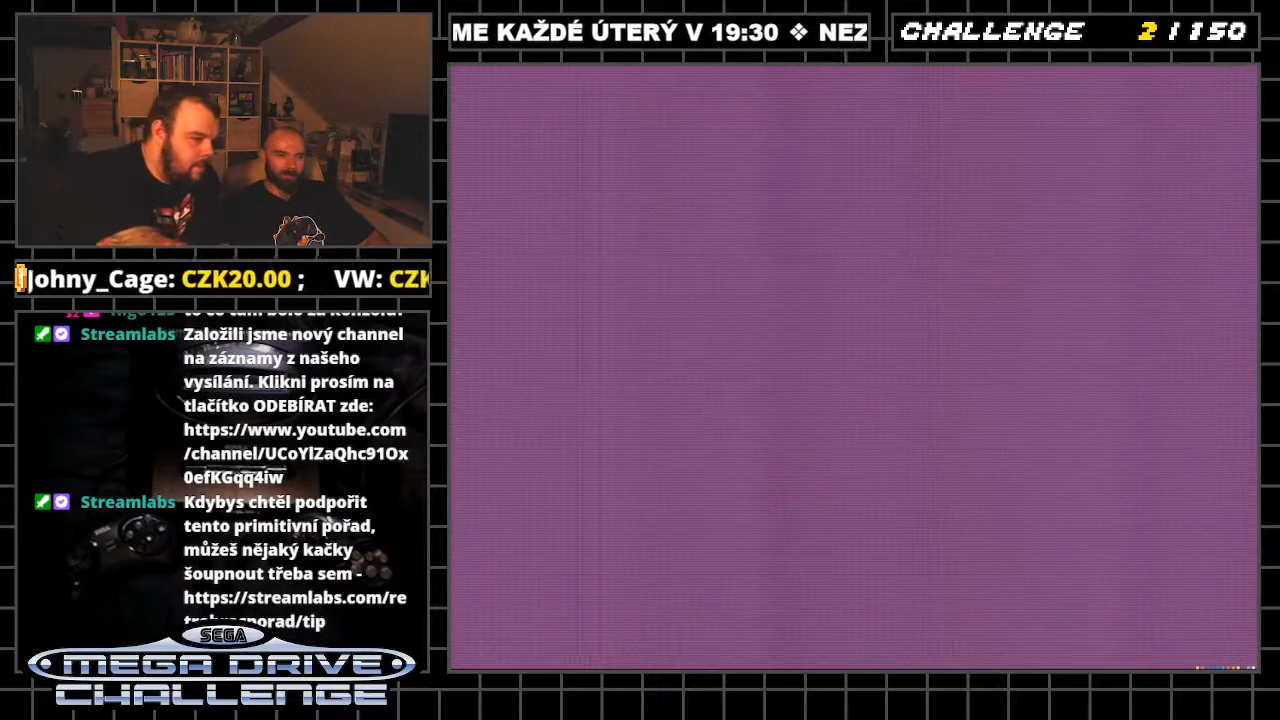 ME KAŽDÉ ÚTERÝ V 19:30 ❖ NEZ
CHALLENGE 2 / 150
Johny_Cage: CZK20.00 ; VW: CZK
Streamlabs Založili jsme nový channel
na záznamy z našeho
vysílání. Klikni prosím na
tlačítko ODEBÍRAT zde:
https://www.youtube.com
/channel/UCoYlZaQhc91Ox
0efKGqq4iw
Streamlabs Kdybys chtěl podpořit
tento primitivní pořad,
můžeš nějaký kačky
šoupnout třeba sem -
https://streamlabs.com/re
SEGA
MEGA DRIVE
CHALLENGE